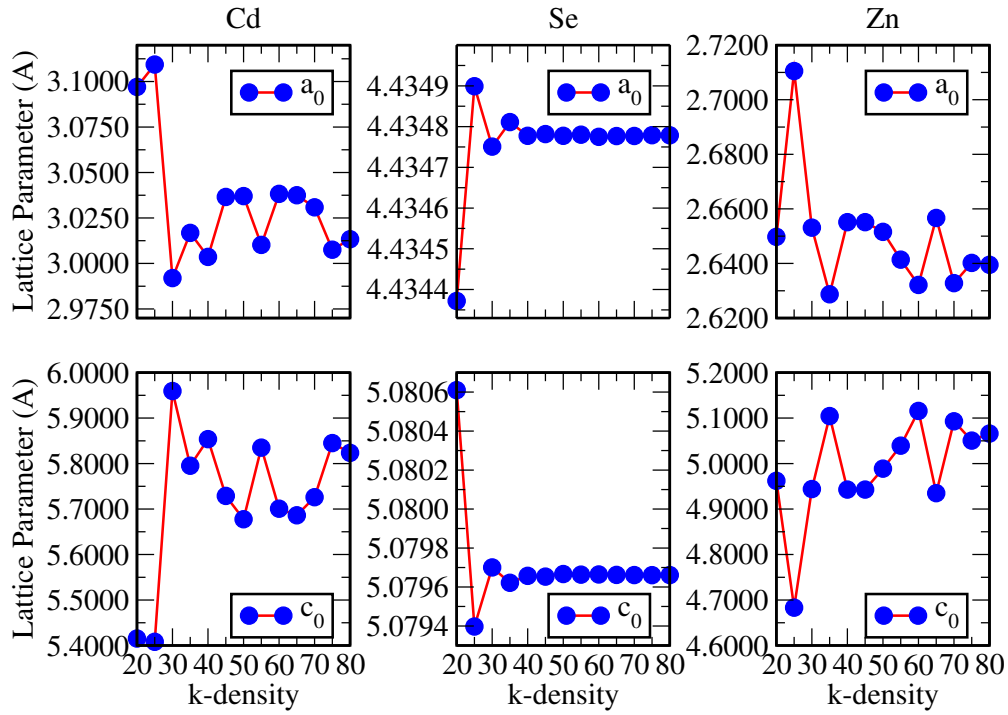 Cd
Se
Zn
Lattice Parameter (A)
3.1000
3.0750
3.0500
3.0250
3.0000
2.9750
a0
4.4349
4.4348
4.4347
4.4346
4.4345
4.4344
a0
2.7200
2.7000
2.6800
2.6600
2.6400
2.6200
a0
Lattice Parameter (A)
6.0000
5.9000
5.8000
5.7000
5.6000
5.5000
5.4000
c0
20 30 40 50 60 70 80
k-density
5.0806
5.0804
5.0802
5.0800
5.0798
5.0796
5.0794
c0
20 30 40 50 60 70 80
k-density
5.2000
5.1000
5.0000
4.9000
4.8000
4.7000
4.6000
c0
20 30 40 50 60 70 80
k-density